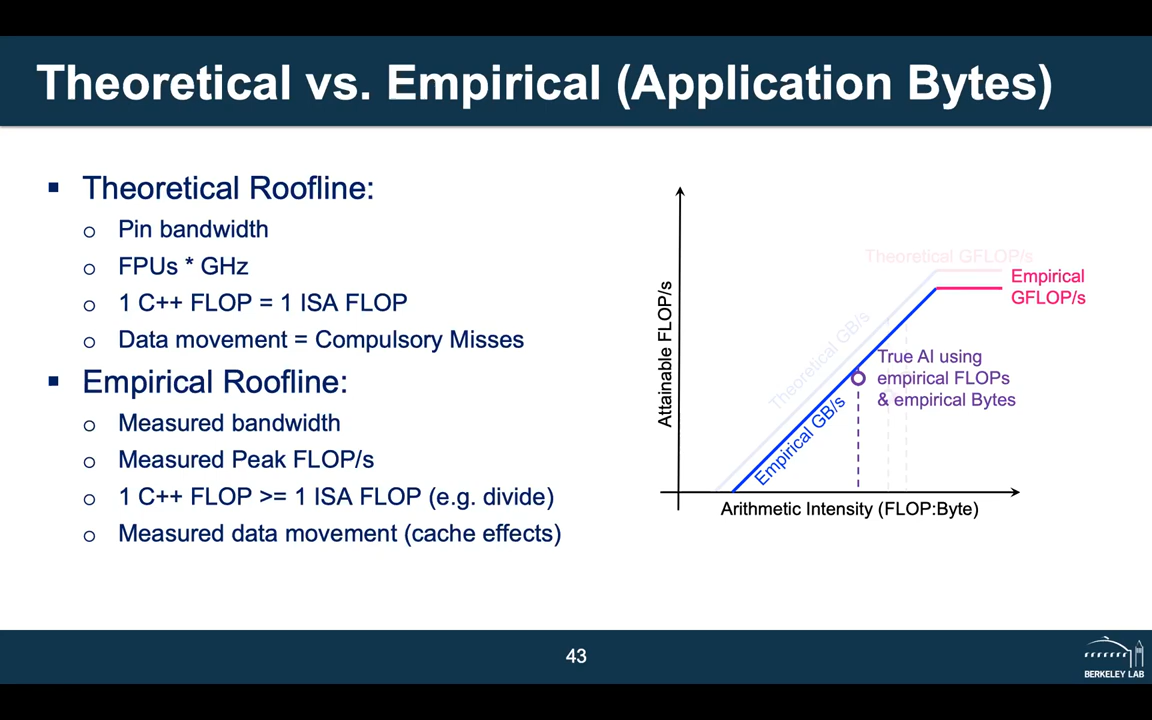 Theoretical vs. Empirical (Application Bytes)
▪ Theoretical Roofline:
o Pin bandwidth
o FPUs * GHz
o 1 C++ FLOP = 1 ISA FLOP
o Data movement = Compulsory Misses
▪ Empirical Roofline:
o Measured bandwidth
o Measured Peak FLOP/s
o 1 C++ FLOP >= 1 ISA FLOP (e.g. divide)
o Measured data movement (cache effects)
Attainable FLOP/s
Theoretical GFLOP/s
Empirical
GFLOP/s
Theoretical GB/s
True AI using
empirical FLOPs
& empirical Bytes
Empirical GB/s
Arithmetic Intensity (FLOP:Byte)
43
BERKELEY LAB